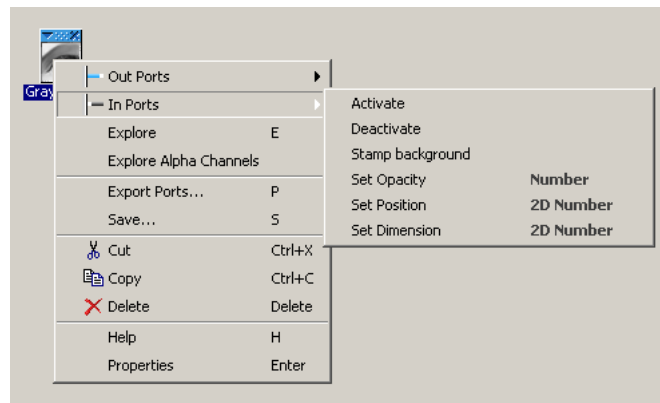 Gray
Out Ports
In Ports
Explore E
Explore Alpha Channels
Export Ports... P
Save... S
Cut Ctrl+X
Copy Ctrl+C
Delete Delete
Help H
Properties Enter
Activate
Deactivate
Stamp background
Set Opacity Number
Set Position 2D Number
Set Dimension 2D Number